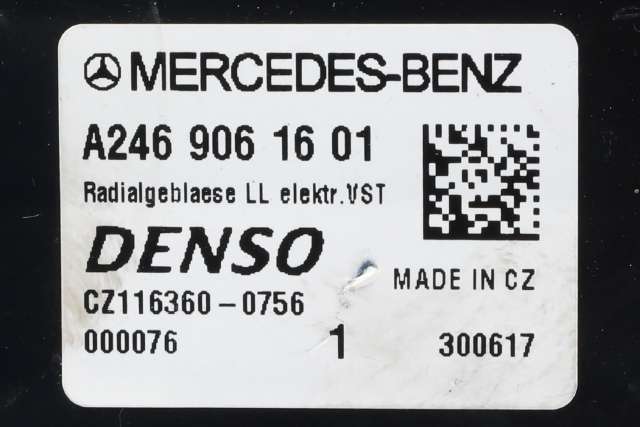 MERCEDES-BENZ
A246 906 16 01
Radialgeblaese LL elektr.VST
DENSO
MADE IN CZ
CZ116360-0756
000076 1 300617